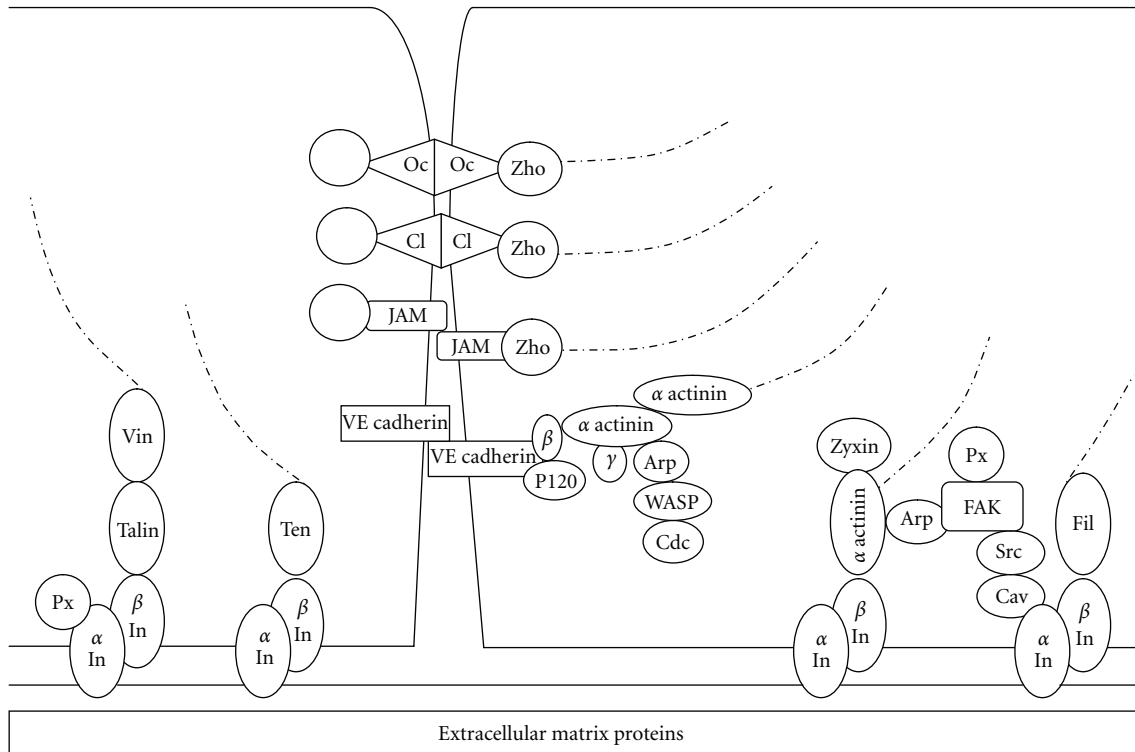 Oc Oc Zho
Cl Cl Zho
JAM
JAM Zho
α actinin
VE cadherin
β
α actinin
VE cadherin
γ
Arp
P120
WASP
Cdc
Vin
Talin
Px
β
In
α
In
Ten
β
In
α
In
Zyxin
α actinin
Arp
Px
FAK
Src
Cav
Fil
β
In
α
In
β
In
α
In
Extracellular matrix proteins